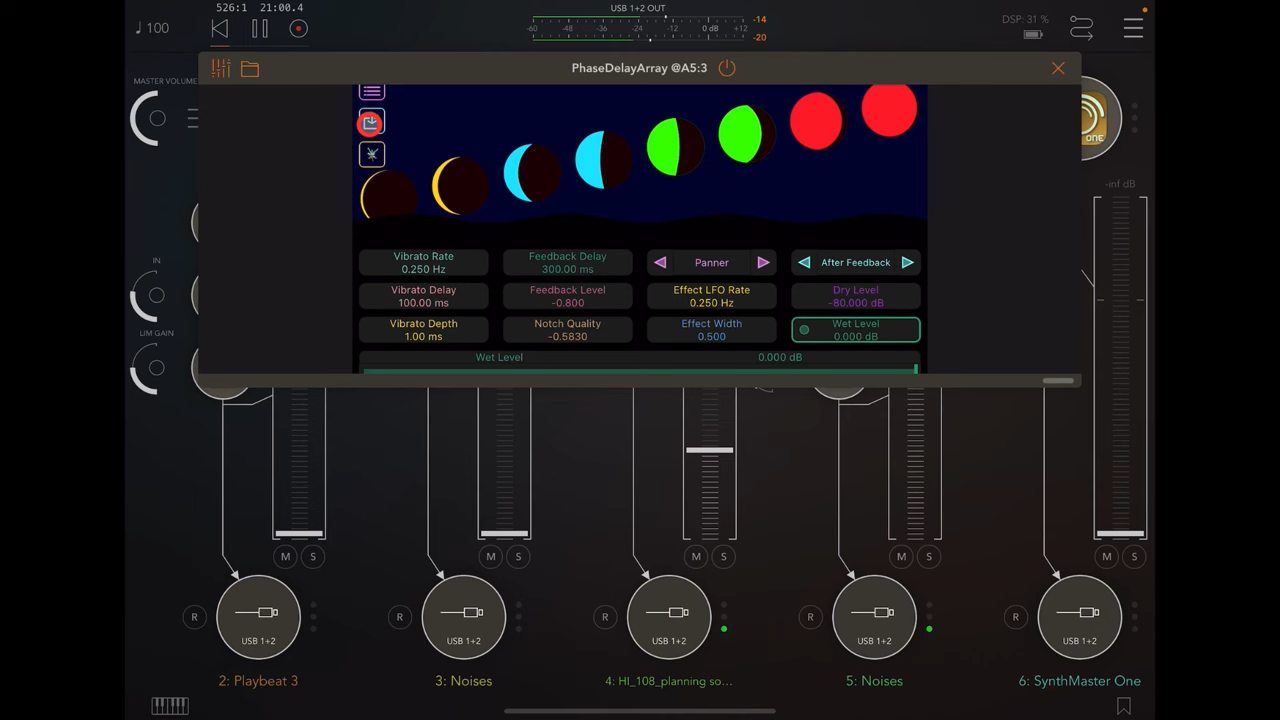 526:1 21:00.4
USB 1+2 OUT
100
-14
-60 -48 -36 -24 -12 0 dB +12
-20
DSP: 31 %
PhaseDelayArray @A5:3
MASTER VOLUME
ONE
-inf dB
IN
LIM GAIN
Vibrato Rate
0.250 Hz
Feedback Delay
300.00 ms
Panner
After Feedback
Vibrato Delay
100.00 ms
Feedback Level
-0.800
Effect LFO Rate
0.250 Hz
Dry Level
-80.000 dB
Vibrato Depth
1.00 ms
Notch Quality
-0.5830
Effect Width
0.500
Wet Level
0.000 dB
Wet Level 0.000 dB
M S M S M S M S M S
R R R R R
USB 1+2 USB 1+2 USB 1+2 USB 1+2 USB 1+2
2: Playbeat 3 3: Noises 4: HI_108_planning so... 5: Noises 6: SynthMaster One